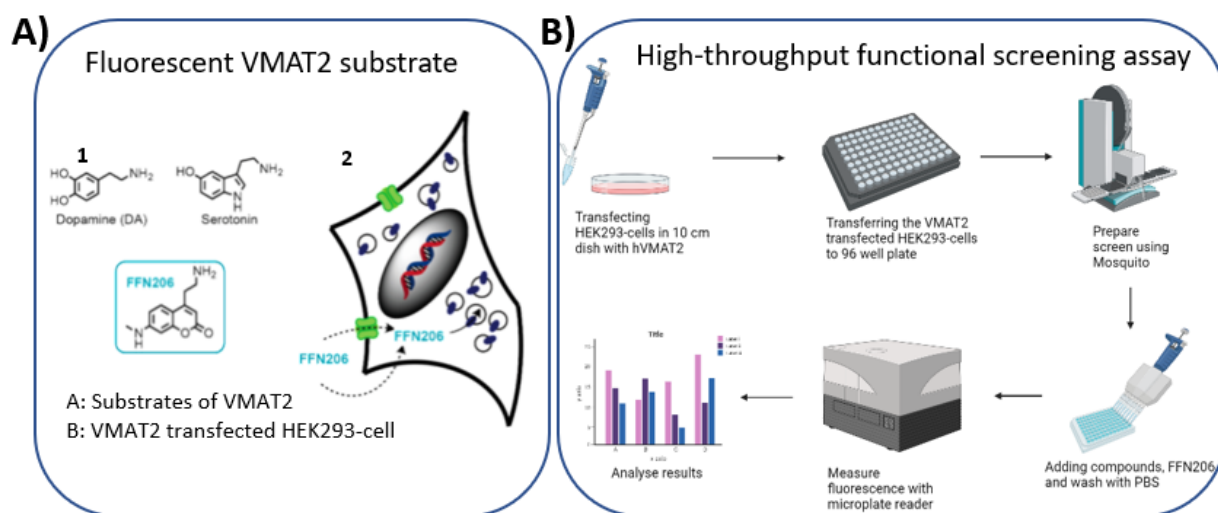 A)
Fluorescent VMAT2 substrate
1
HO
HO
NH2
Dopamine (DA)
HO
NH2
N
H
Serotonin
2
FFN206
NH2
N
H
O
O
FFN206
FFN206
A: Substrates of VMAT2
B: VMAT2 transfected HEK293-cell
B)
High-throughput functional screening assay
Transfecting
HEK293-cells in 10 cm
dish with hVMAT2
Transferring the VMAT2
transfected HEK293-cells
to 96 well plate
Prepare
screen using
Mosquito
Adding compounds, FFN206
and wash with PBS
Measure
fluorescence with
microplate reader
Title
A
B
C
D
Analyse results